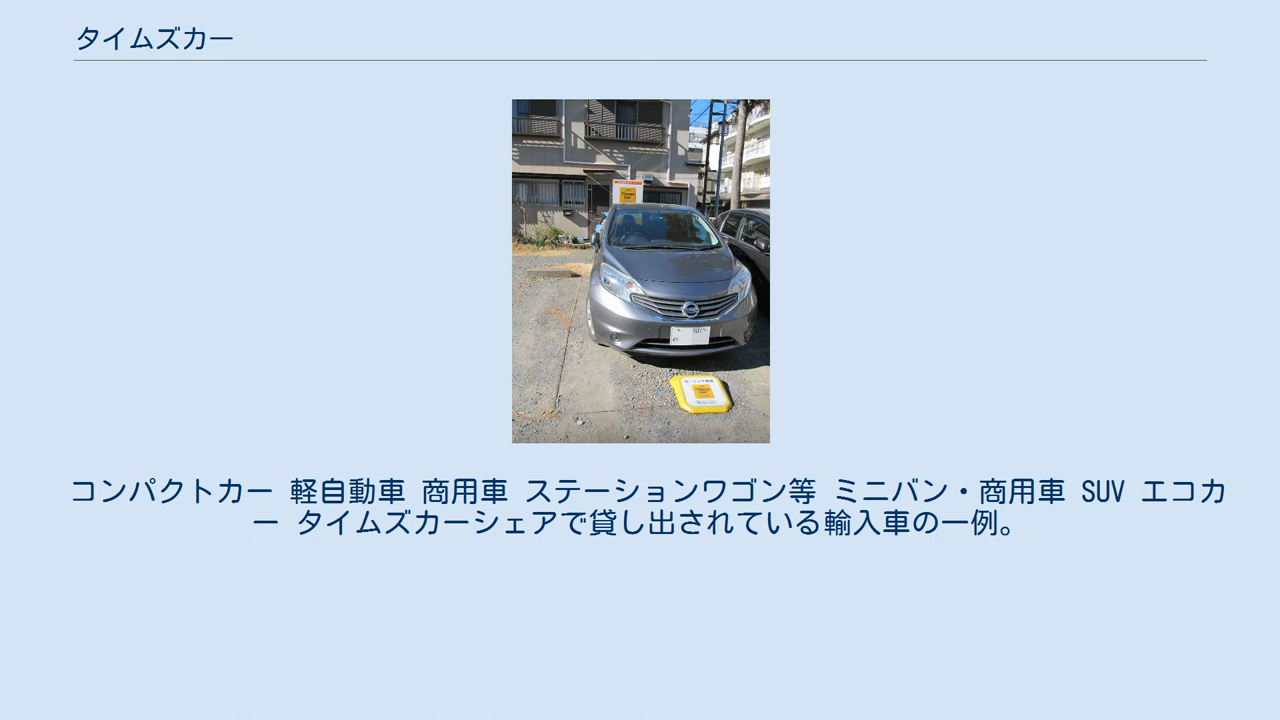 タイムズカー
コンパクトカー 軽自動車 商用車 ステーションワゴン等 ミニバン・商用車 SUV エコカ
ー タイムズカーシェアで貸し出されている輸入車の一例。